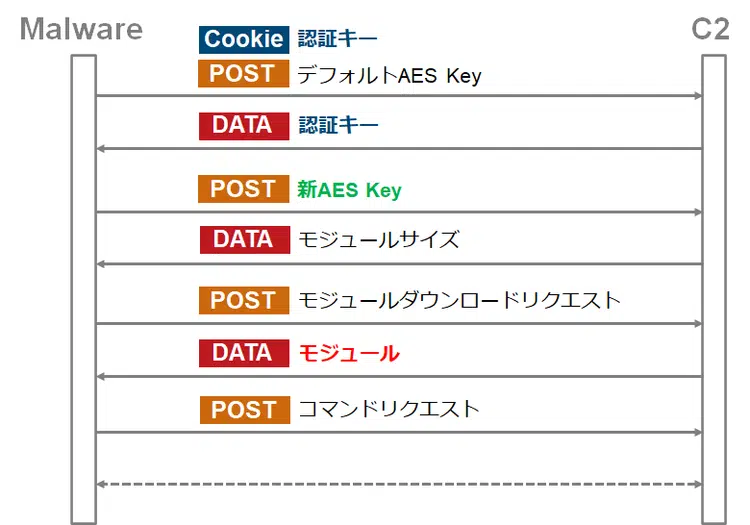 Malware
C2
Cookie 認証キー
POST デフォルトAES Key
DATA 認証キー
POST 新AES Key
DATA モジュールサイズ
POST モジュールダウンロードリクエスト
DATA モジュール
POST コマンドリクエスト